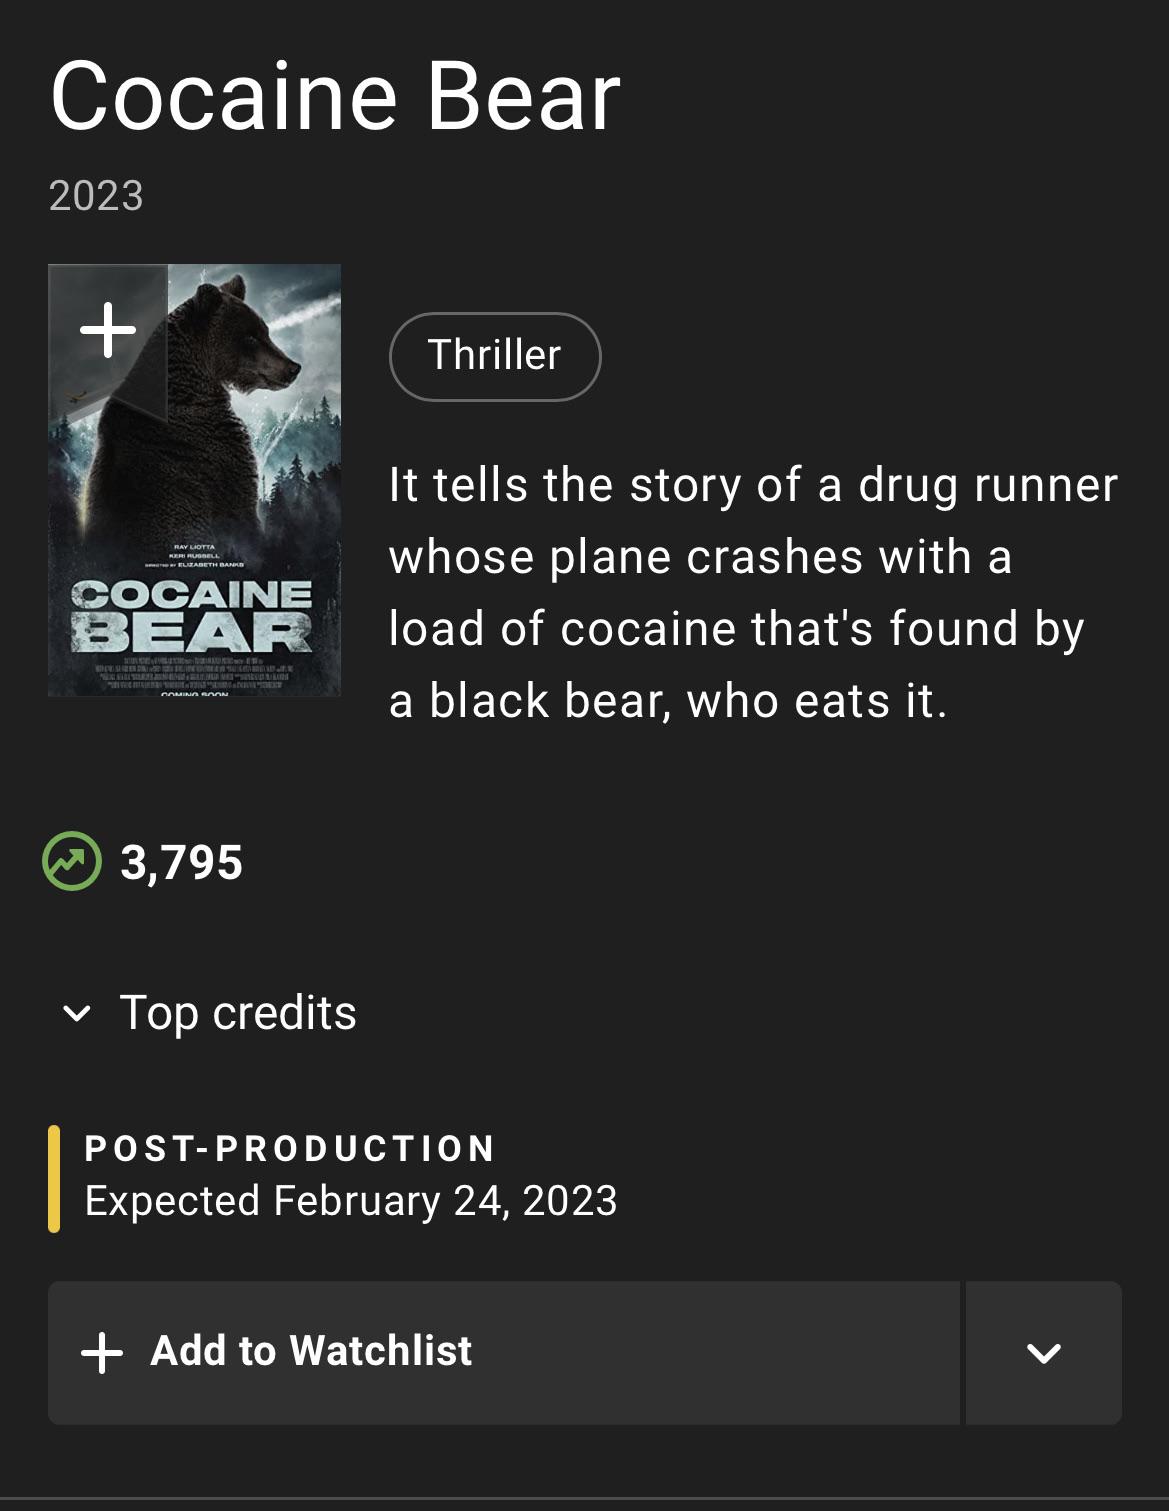 Cocaine Bear
2023
RAY LIOTTA
KERI RUSSELL
DIRECTED BY ELIZABETH BANKS
COCAINE
BEAR
COMING SOON
Thriller
It tells the story of a drug runner
whose plane crashes with a
load of cocaine that's found by
a black bear, who eats it.
3,795
Top credits
POST-PRODUCTION
Expected February 24, 2023
Add to Watchlist